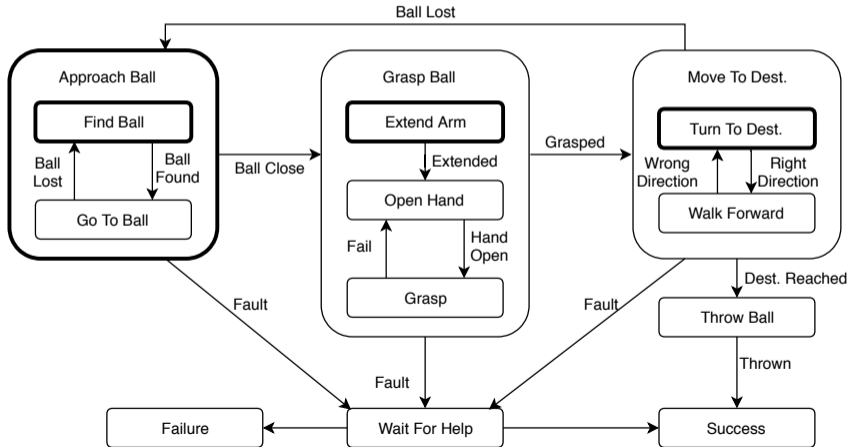 Ball Lost
Approach Ball
Grasp Ball
Move To Dest.
Find Ball
Extend Arm
Turn To Dest.
Ball
Lost
Ball
Found
Ball Close
Extended
Grasped
Wrong
Direction
Right
Direction
Go To Ball
Open Hand
Walk Forward
Fail
Hand
Open
Grasp
Fault
Fault
Dest. Reached
Throw Ball
Fault
Thrown
Failure
Wait For Help
Success